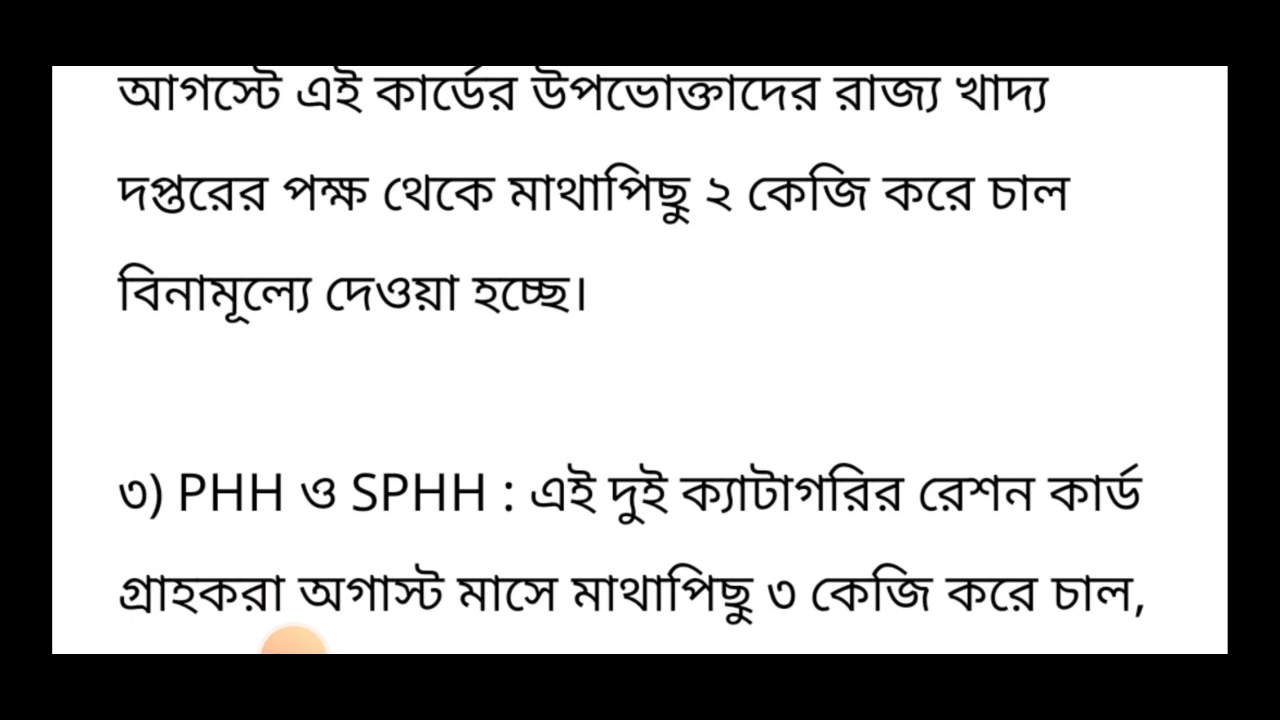 আগস্টে এই কার্ডের উপভোক্তাদের রাজ্য খাদ্য
দপ্তরের পক্ষ থেকে মাথাপিছু ২ কেজি করে চাল
বিনামূল্যে দেওয়া হচ্ছে।
৩) PHH ও SPHH : এই দুই ক্যাটাগরির রেশন কার্ড
গ্রাহকরা অগাস্ট মাসে মাথাপিছু ৩ কেজি করে চাল,